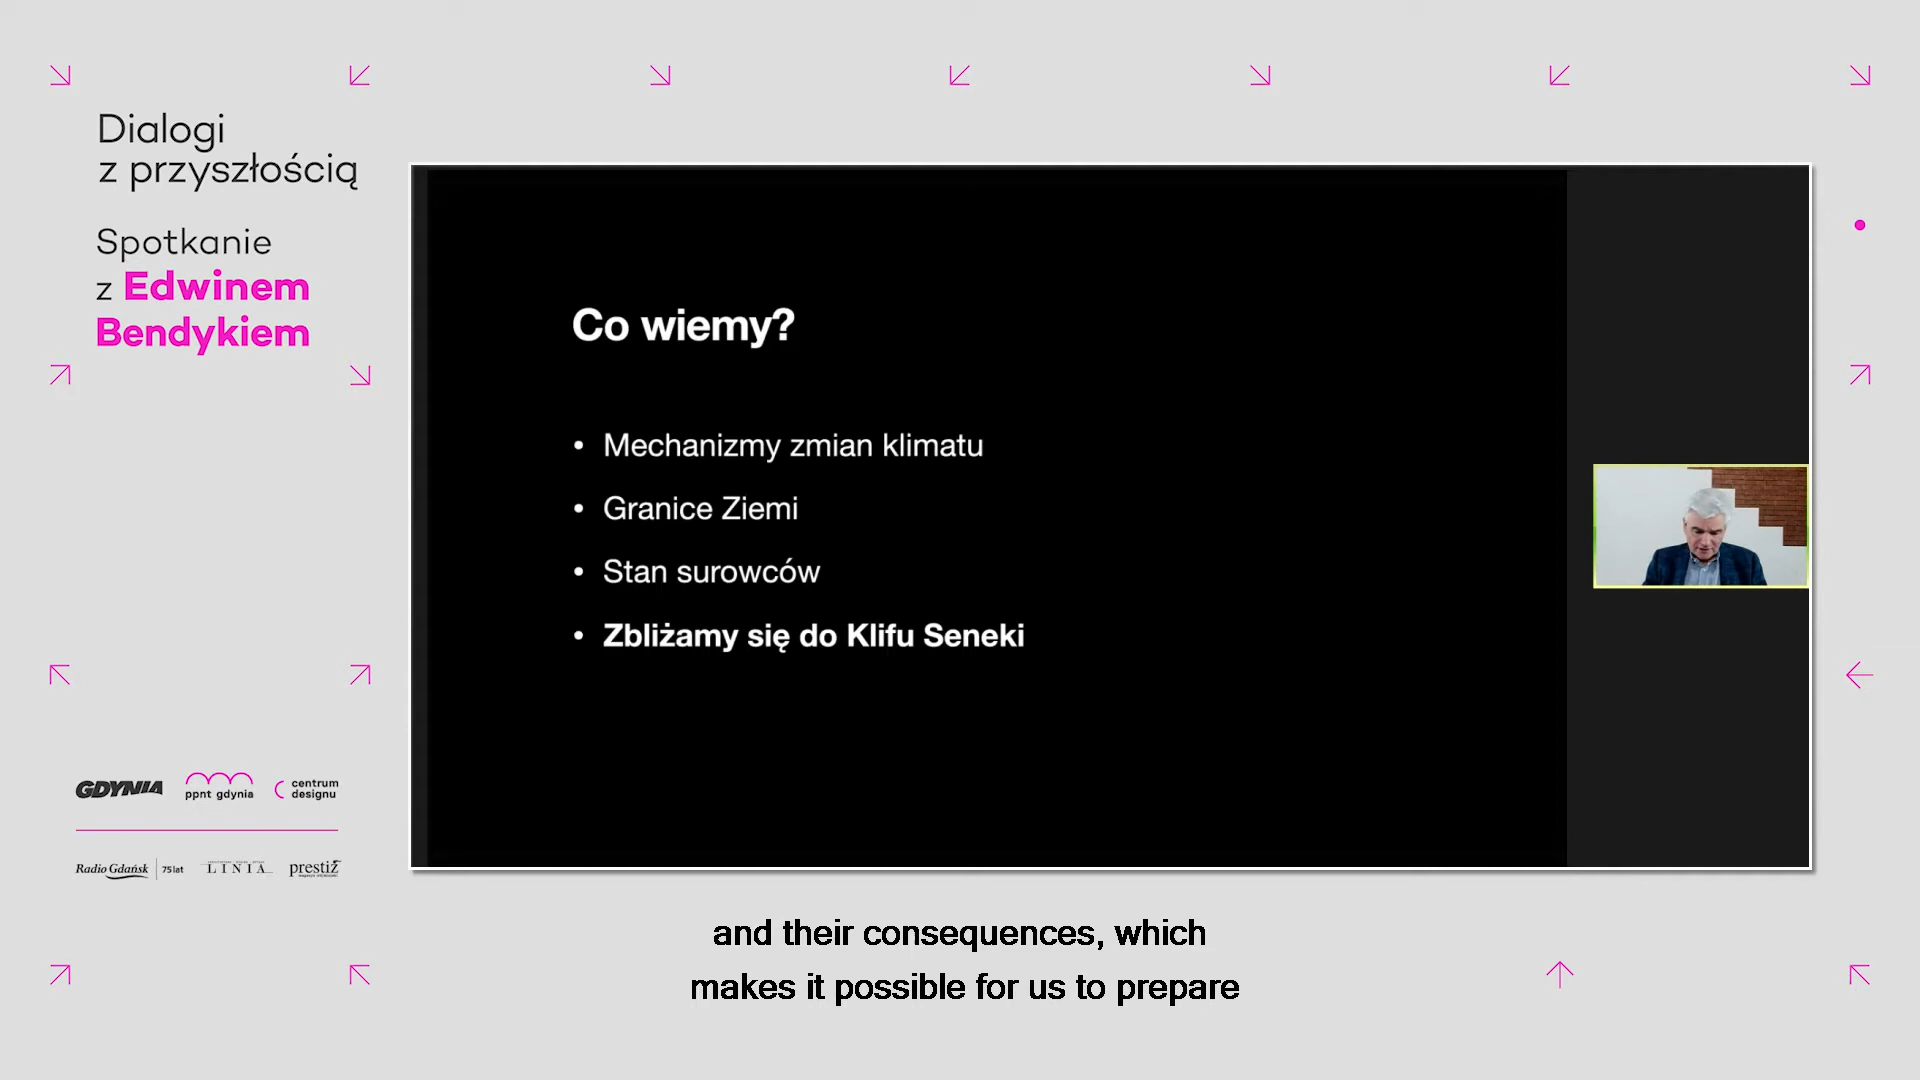 Dialogi
z przyszłością
Spotkanie
z Edwinem
Bendykiem
Co wiemy?
• Mechanizmy zmian klimatu
• Granice Ziemi
• Stan surowców
• Zbliżamy się do Klifu Seneki
GDYNIA
ppnt gdynia
centrum
designu
Radio Gdańsk
75 lat
LINIA
prestiż
and their consequences, which
makes it possible for us to prepare